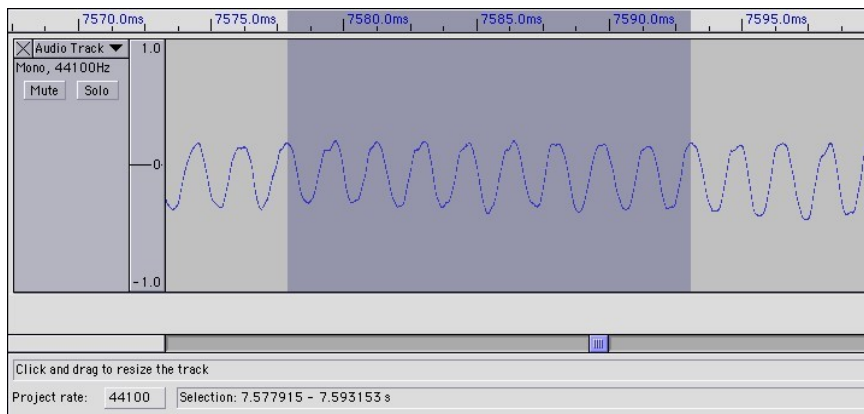 7570.0ms 7575.0ms 7580.0ms 7585.0ms 7590.0ms 7595.0ms
Audio Track 1.0
Mono, 44100Hz
Mute Solo
0
-1.0
Click and drag to resize the track
Project rate: 44100 Selection: 7.577915 - 7.593153 s